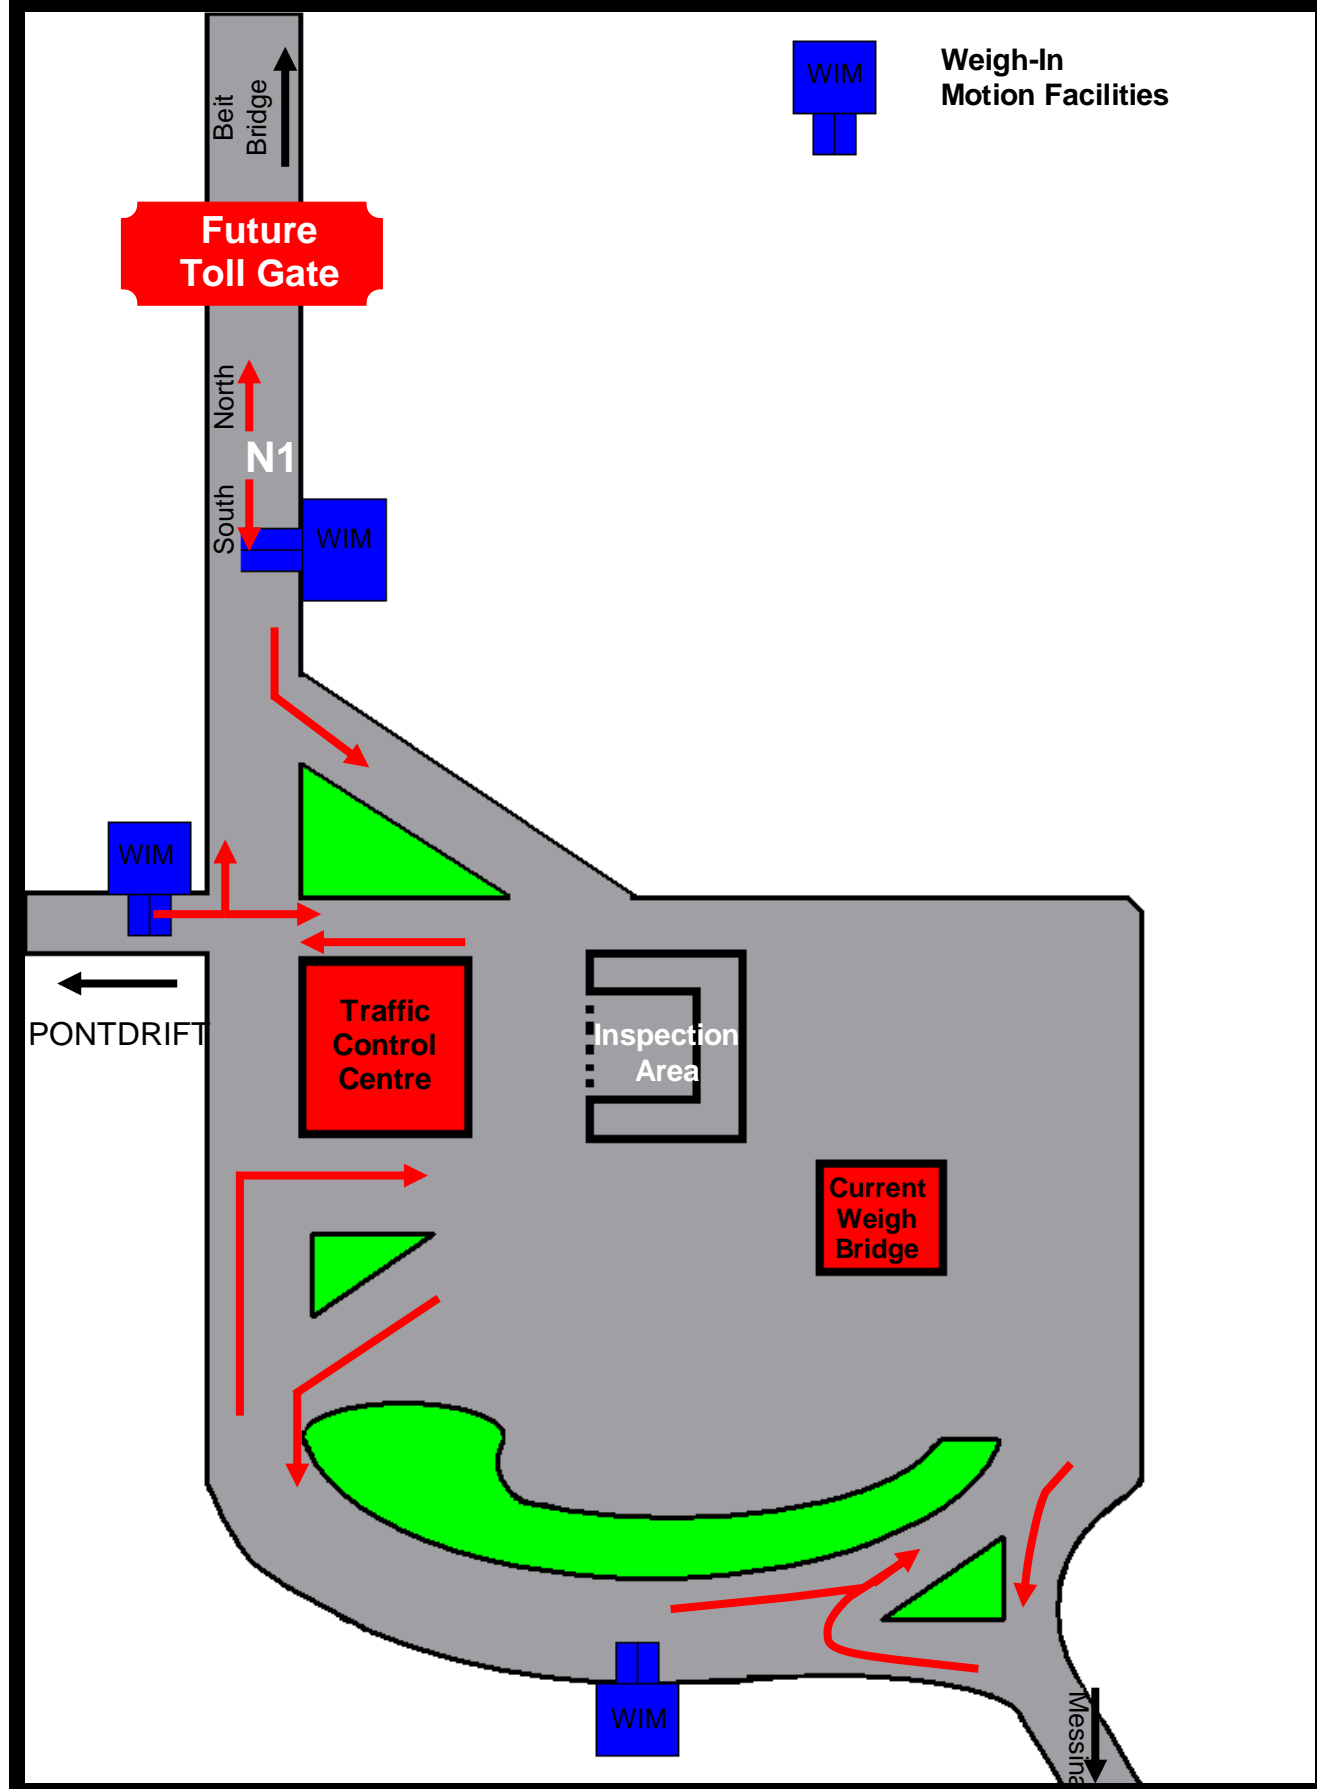 WIM
Weigh-In
Motion Facilities
Beit
Bridge
Future
Toll Gate
North
N1
South
WIM
WIM
PONTDRIFT
Traffic
Control
Centre
Inspection
Area
Current
Weigh
Bridge
WIM
Messina